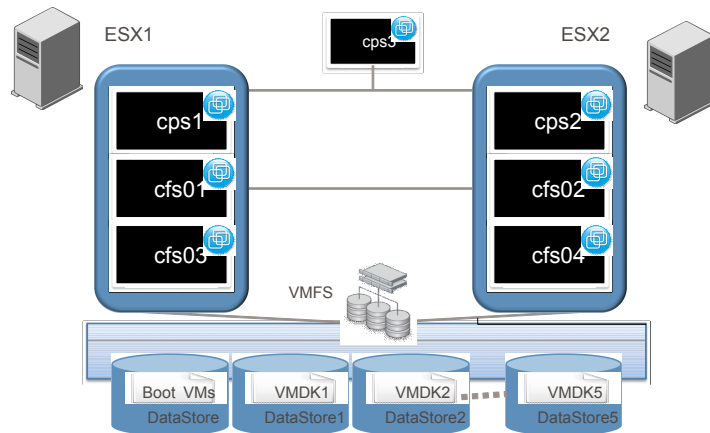 ESX1
cps3
ESX2
cps1
cps2
cfs01
cfs02
cfs03
cfs04
VMFS
Boot VMs
VMDK1
VMDK2
VMDK5
DataStore
DataStore1
DataStore2
DataStore5